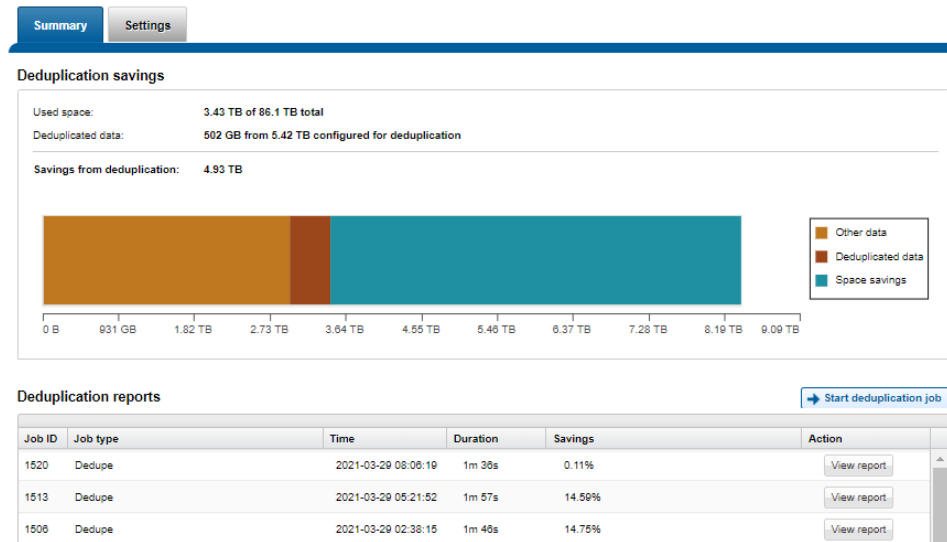 Summary Settings
Deduplication savings
Used space: 3.43 TB of 86.1 TB total
Deduplicated data: 502 GB from 5.42 TB configured for deduplication
Savings from deduplication: 4.93 TB
Other data
Deduplicated data
Space savings
0 B 931 GB 1.82 TB 2.73 TB 3.64 TB 4.55 TB 5.46 TB 6.37 TB 7.28 TB 8.19 TB 9.09 TB
Deduplication reports Start deduplication job
Job ID Job type Time Duration Savings Action
1520 Dedupe 2021-03-29 08:06:19 1m 36s 0.11% View report
1513 Dedupe 2021-03-29 05:21:52 1m 57s 14.59% View report
1506 Dedupe 2021-03-29 02:38:15 1m 46s 14.75% View report